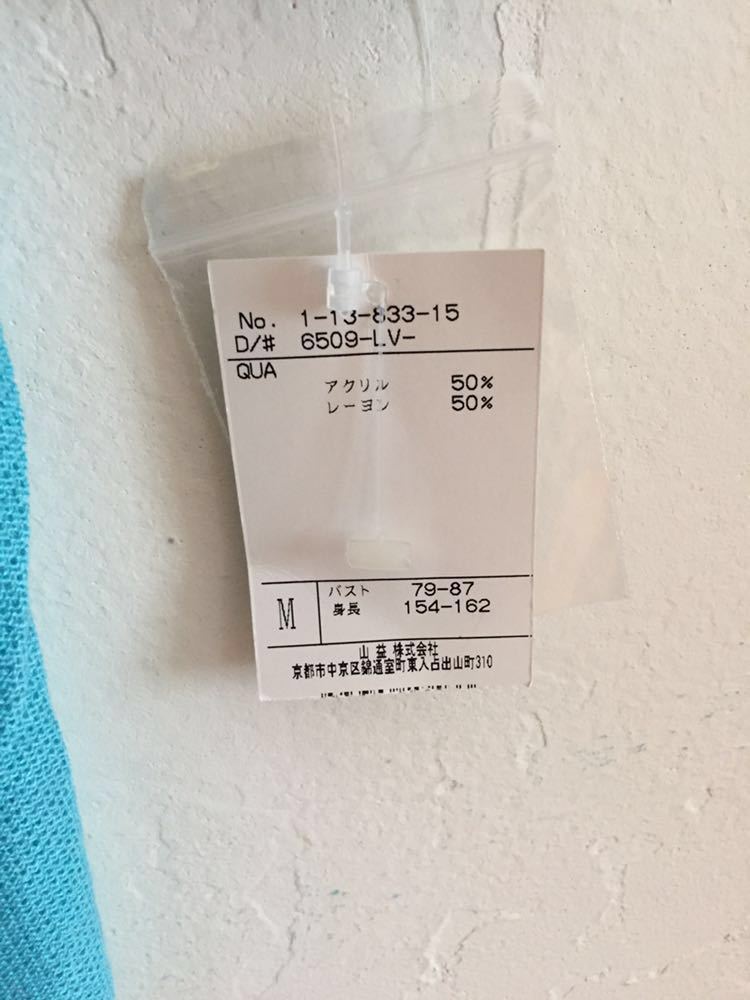 No. 1-13-833-15
D/# 6509-LV-
QUA
アクリル 50%
レーヨン 50%
M
バスト 79-87
身長 154-162
山益株式会社
京都市中京区錦通室町東入占出山町310